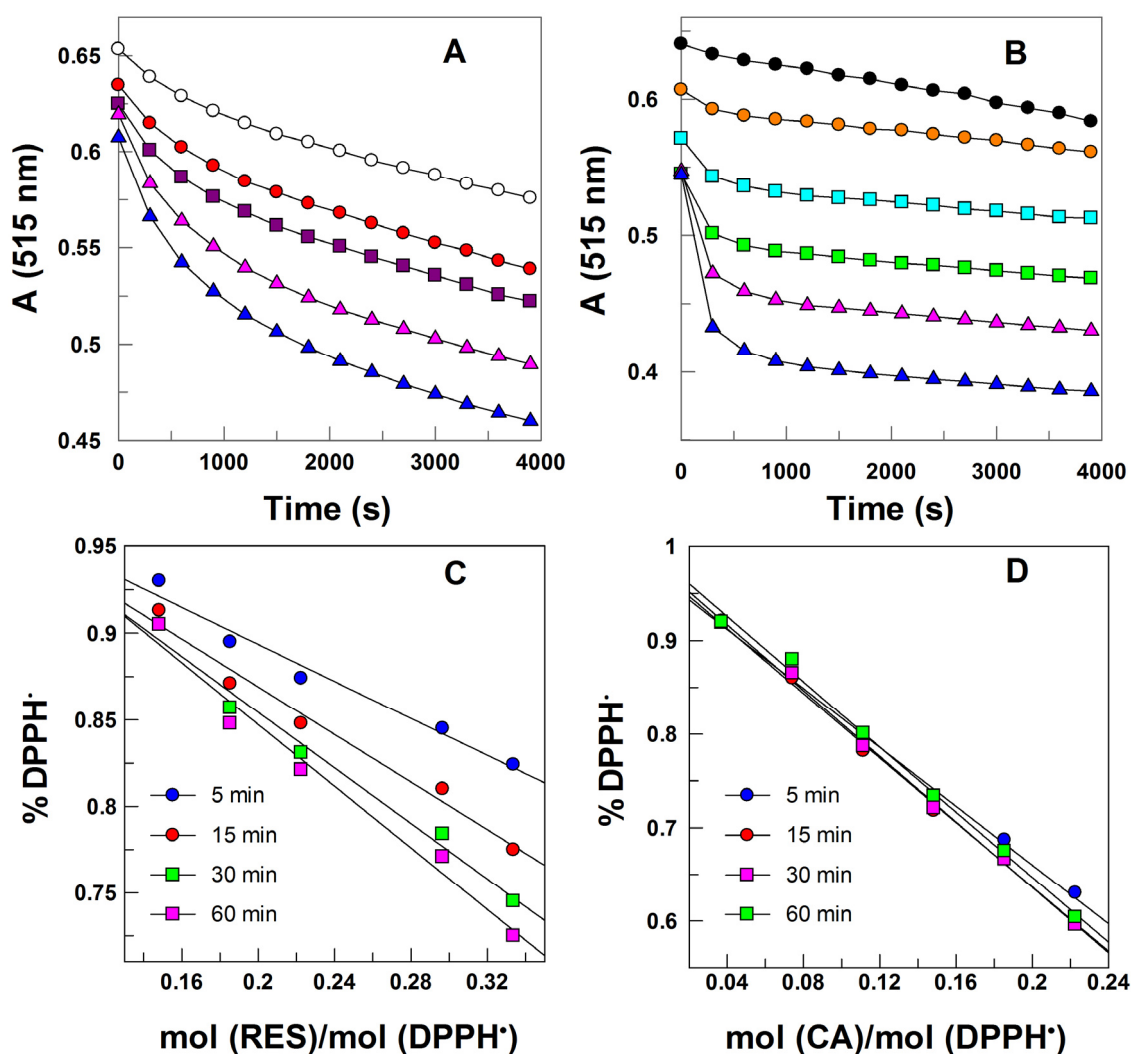 A
A (515 nm)
0.65
0.6
0.55
0.5
0.45
0 1000 2000 3000 4000
Time (s)
B
A (515 nm)
0.6
0.5
0.4
0 1000 2000 3000 4000
Time (s)
C
% DPPH•
0.95
0.9
0.85
0.8
0.75
5 min
15 min
30 min
60 min
0.16 0.2 0.24 0.28 0.32
mol (RES)/mol (DPPH•)
D
% DPPH•
1
0.9
0.8
0.7
0.6
5 min
15 min
30 min
60 min
0.04 0.08 0.12 0.16 0.2 0.24
mol (CA)/mol (DPPH•)